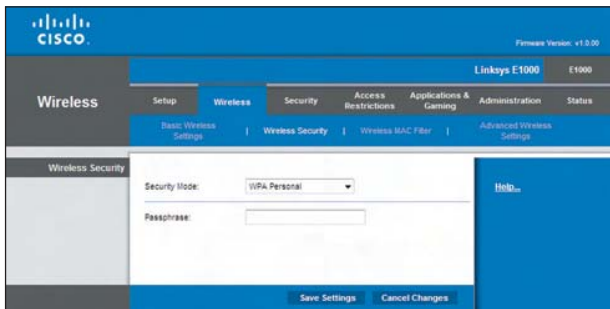 CISCO.
Firmware Version: v1.0.00
Linksys E1000 E1000
Wireless
Setup Wireless Security Access Restrictions Applications & Gaming Administration Status
Basic Wireless Settings | Wireless Security | Wireless MAC Filter | Advanced Wireless Settings
Wireless Security
Security Mode: WPA Personal
Passphrase:
Help...
Save Settings Cancel Changes